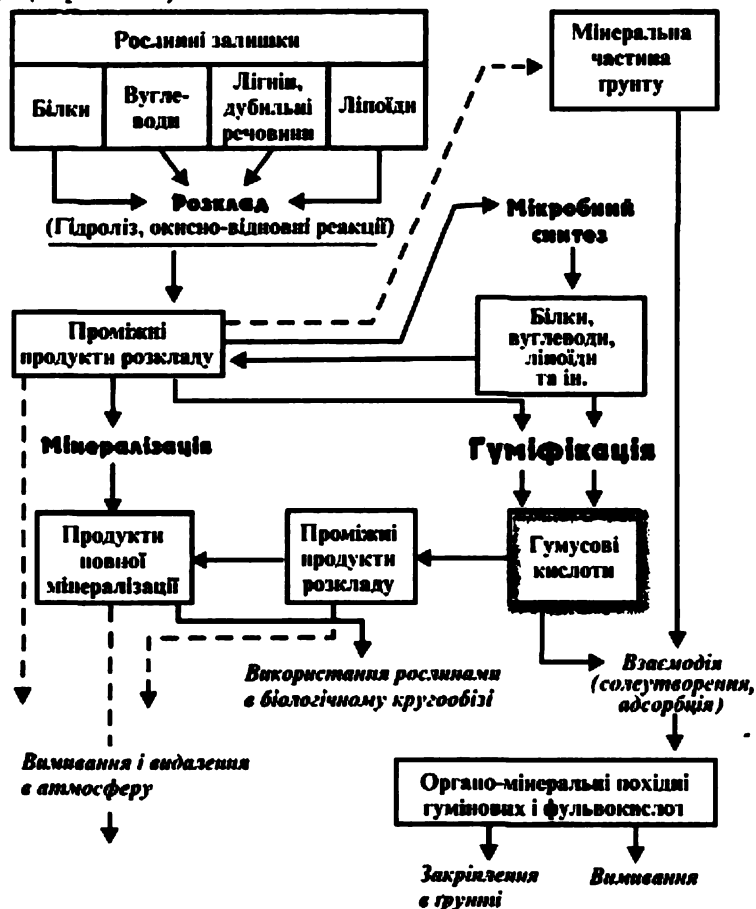 Рослинні залишки
Білки
Вугле-
води
Лігнін,
дубильні
речовини
Ліпоїди
Мінеральна
частина
ґрунту
Розклад
(Гідроліз, окисно-відновні реакції)
Мікробний
синтез
Проміжні
продукти розкладу
Білки,
вуглеводи,
ліпоїди
та ін.
Мінералізація
Гуміфікація
Продукти
повної
мінералізації
Проміжні
продукти
розкладу
Гумусові
кислоти
Використання рослинами
в біологічному кругообізі
Взаємодія
(солеутворення,
адсорбція)
Вимивання і видалення
в атмосферу
Органо-мінеральні похідні
гумінових і фульвокислот
Закріплення
в ґрунті
Вимивання